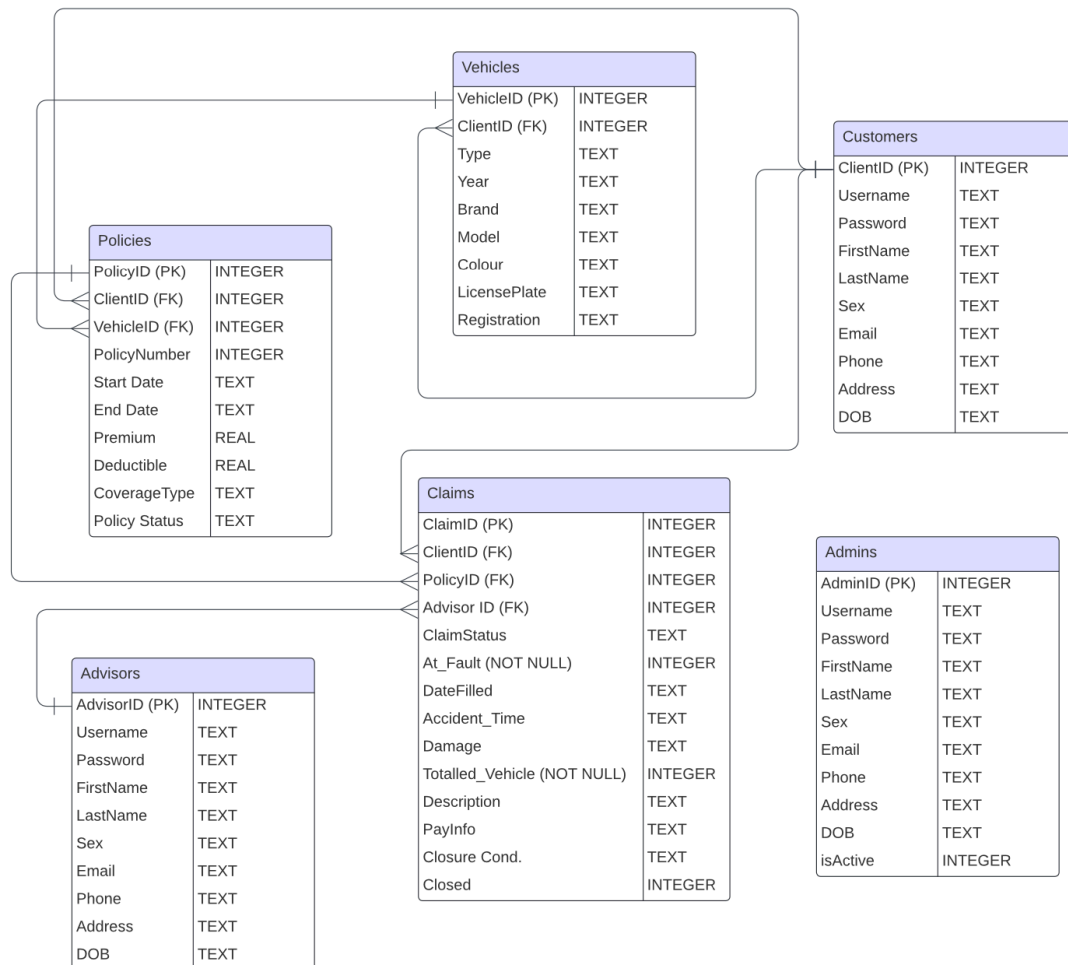 Vehicles
VehicleID (PK) INTEGER
ClientID (FK) INTEGER
Type TEXT
Year TEXT
Brand TEXT
Model TEXT
Colour TEXT
LicensePlate TEXT
Registration TEXT
Customers
ClientID (PK) INTEGER
Username TEXT
Password TEXT
FirstName TEXT
LastName TEXT
Sex TEXT
Email TEXT
Phone TEXT
Address TEXT
DOB TEXT
Policies
PolicyID (PK) INTEGER
ClientID (FK) INTEGER
VehicleID (FK) INTEGER
PolicyNumber INTEGER
Start Date TEXT
End Date TEXT
Premium REAL
Deductible REAL
CoverageType TEXT
Policy Status TEXT
Claims
ClaimID (PK) INTEGER
ClientID (FK) INTEGER
PolicyID (FK) INTEGER
Advisor ID (FK) INTEGER
ClaimStatus TEXT
At_Fault (NOT NULL) INTEGER
DateFilled TEXT
Accident_Time TEXT
Damage TEXT
Totalled_Vehicle (NOT NULL) INTEGER
Description TEXT
PayInfo TEXT
Closure Cond. TEXT
Closed INTEGER
Admins
AdminID (PK) INTEGER
Username TEXT
Password TEXT
FirstName TEXT
LastName TEXT
Sex TEXT
Email TEXT
Phone TEXT
Address TEXT
DOB TEXT
isActive INTEGER
Advisors
AdvisorID (PK) INTEGER
Username TEXT
Password TEXT
FirstName TEXT
LastName TEXT
Sex TEXT
Email TEXT
Phone TEXT
Address TEXT
DOB TEXT